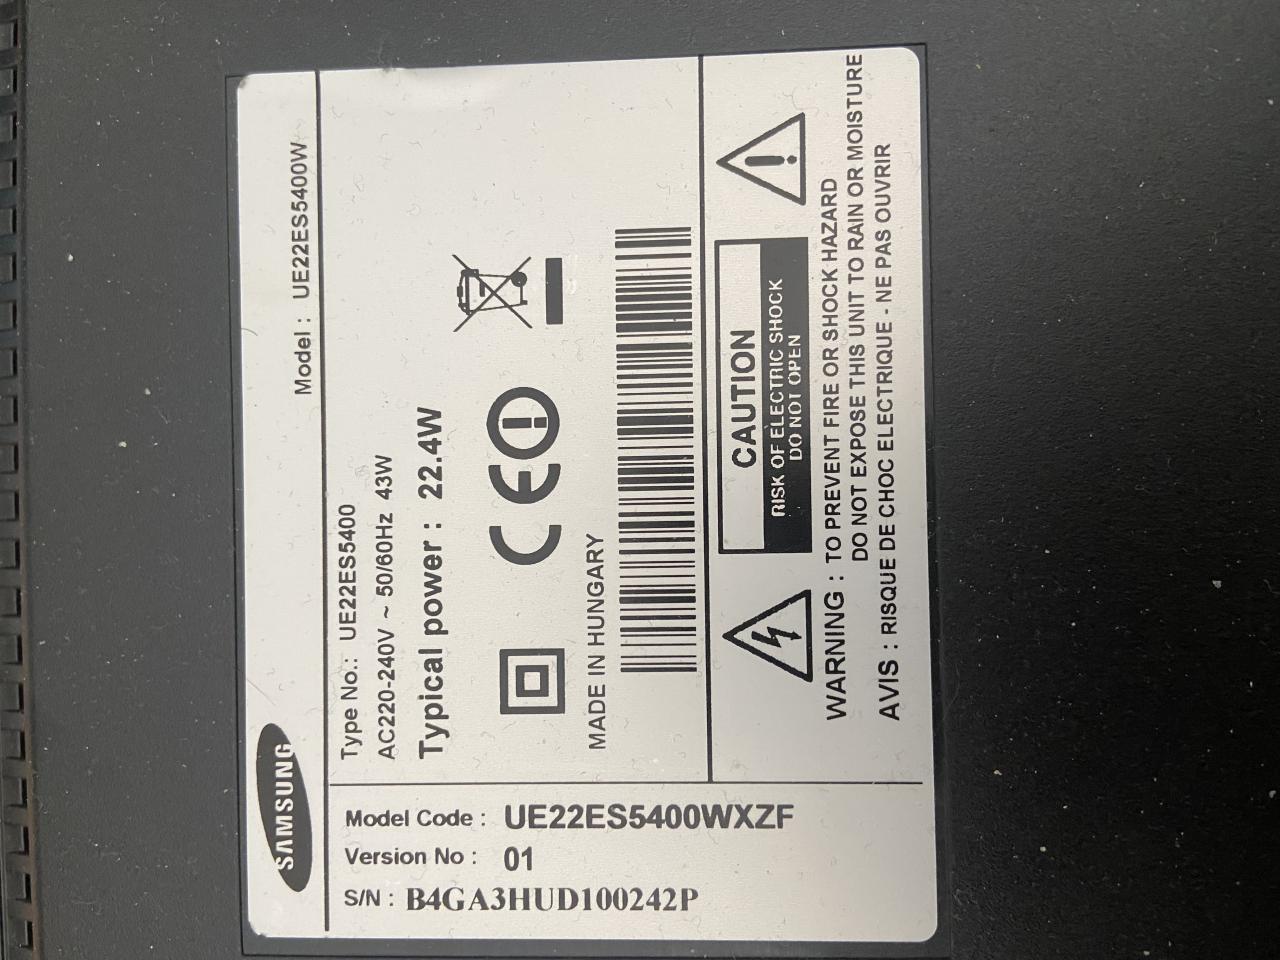 SAMSUNG
Model : UE22ES5400W
Type No.: UE22ES5400
AC220-240V ~ 50/60Hz 43W
Typical power : 22.4W
CE
MADE IN HUNGARY
CAUTION
RISK OF ELECTRIC SHOCK
DO NOT OPEN
WARNING : TO PREVENT FIRE OR SHOCK HAZARD
DO NOT EXPOSE THIS UNIT TO RAIN OR MOISTURE
AVIS : RISQUE DE CHOC ELECTRIQUE - NE PAS OUVRIR
Model Code : UE22ES5400WXZF
Version No : 01
S/N : B4GA3HUD100242P